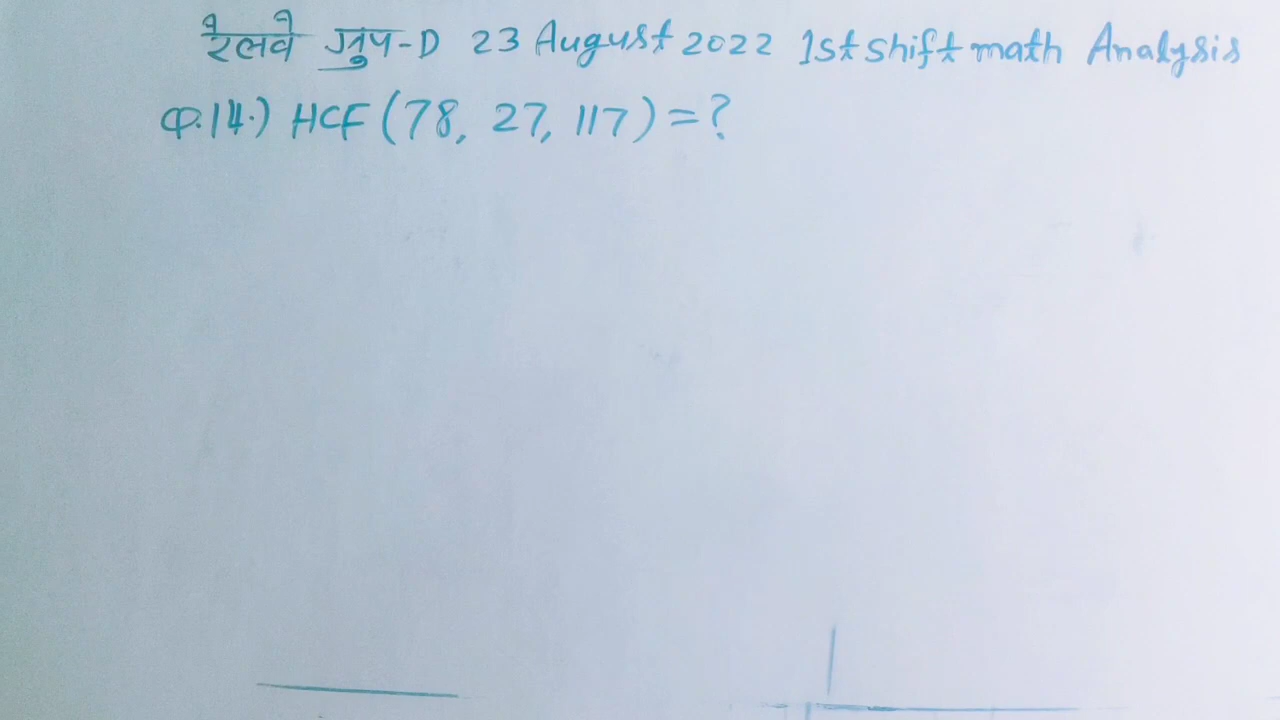 रेलवे ग्रुप-D 23 August 2022 1st shift math Analysis
Q.14.) HCF (78, 27, 117) = ?